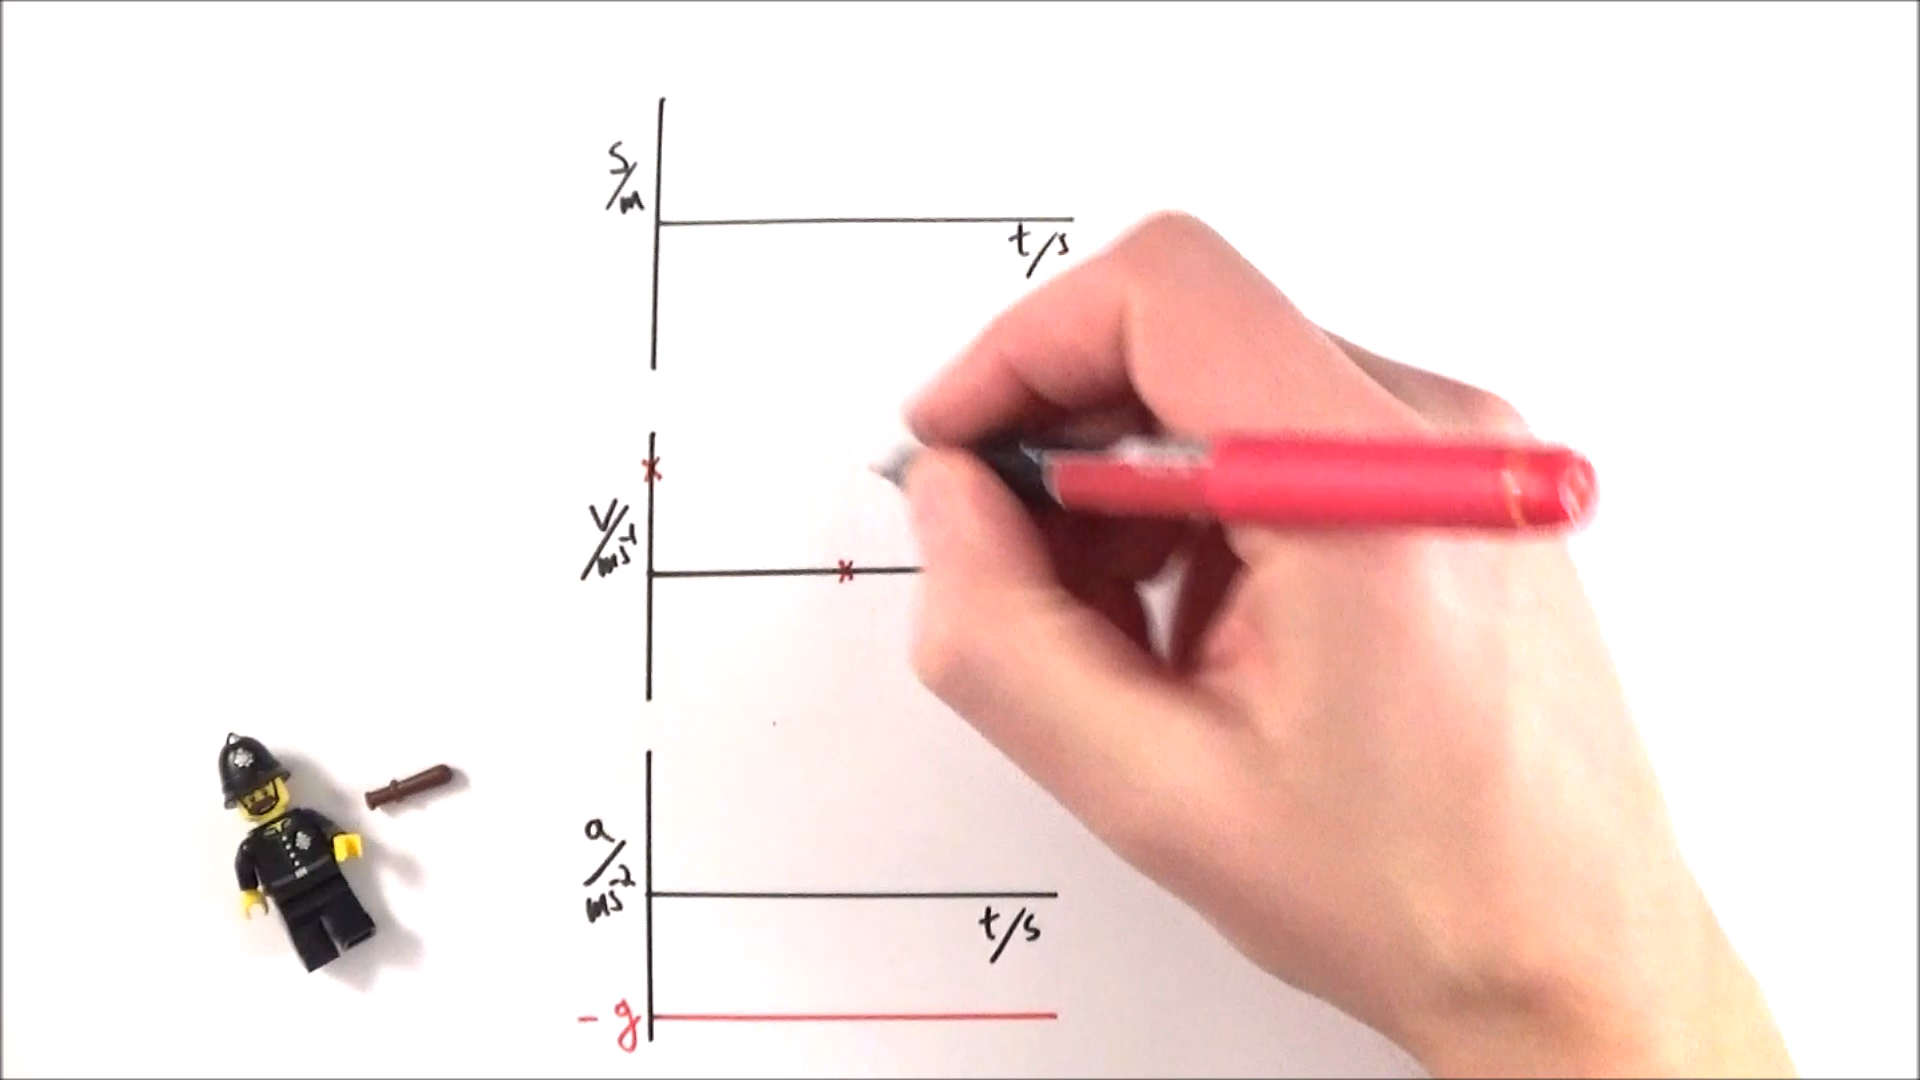 s/m
t/s
v/ms⁻¹
a/ms⁻²
t/s
-g